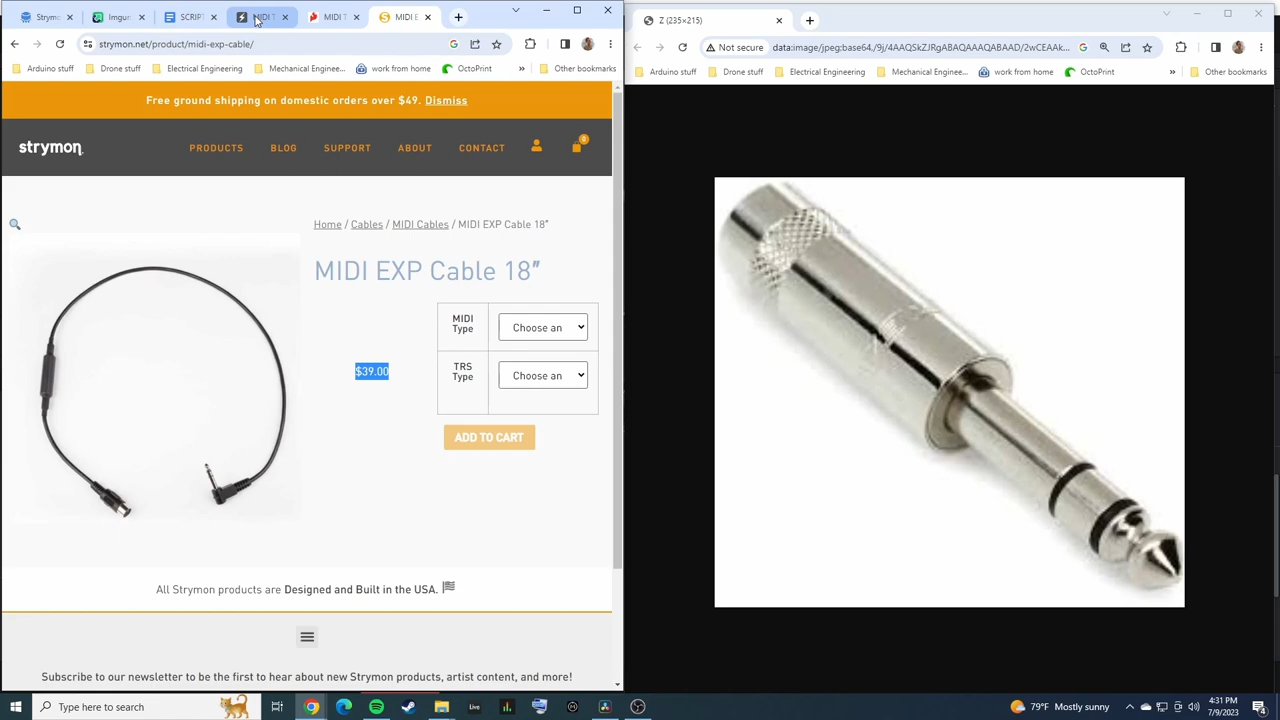 Strymo
Imgur
SCRIPT
MIDI T
MIDI T
MIDI E
strymon.net/product/midi-exp-cable/
Arduino stuff
Drone stuff
Electrical Engineering
Mechanical Enginee...
work from home
OctoPrint
»
Other bookmarks
Free ground shipping on domestic orders over $49. Dismiss
strymon
PRODUCTS
BLOG
SUPPORT
ABOUT
CONTACT
0
Home / Cables / MIDI Cables / MIDI EXP Cable 18″
MIDI EXP Cable 18″
MIDI
Type
Choose an
$39.00
TRS
Type
Choose an
ADD TO CART
All Strymon products are Designed and Built in the USA.
Subscribe to our newsletter to be the first to hear about new Strymon products, artist content, and more!
Z (235×215)
Not secure
data:image/jpeg;base64,/9j/4AAQSkZJRgABAQAAAQABAAD/2wCEAAk...
Arduino stuff
Drone stuff
Electrical Engineering
Mechanical Enginee...
work from home
OctoPrint
»
Other bookmarks
Type here to search
Live
79°F Mostly sunny
4:31 PM
7/9/2023